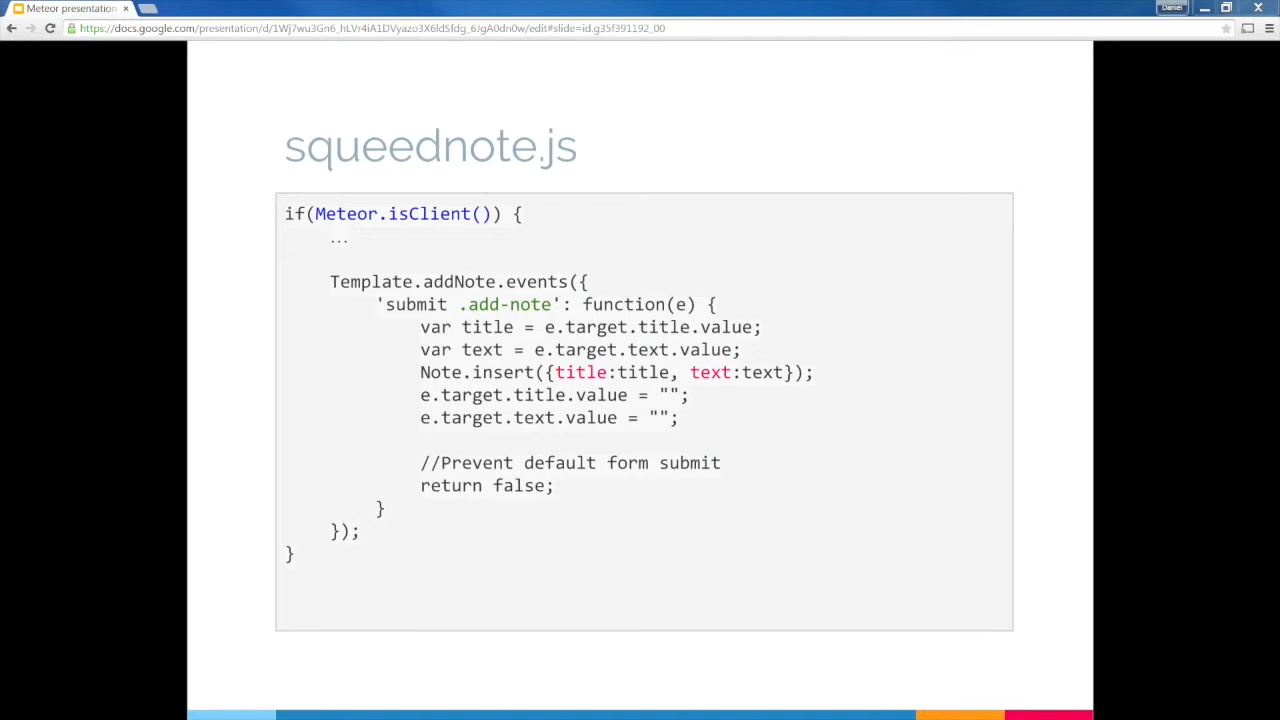 Meteor presentation
Daniel
https://docs.google.com/presentation/d/1Wj7wu3Gn6_hLVr4iA1DVyazo3X6ldSfdg_6JgA0dn0w/edit#slide=id.g35f391192_00
squeednote.js
if(Meteor.isClient()) {
...
Template.addNote.events({
'submit .add-note': function(e) {
var title = e.target.title.value;
var text = e.target.text.value;
Note.insert({title:title, text:text});
e.target.title.value = "";
e.target.text.value = "";
//Prevent default form submit
return false;
}
});
}